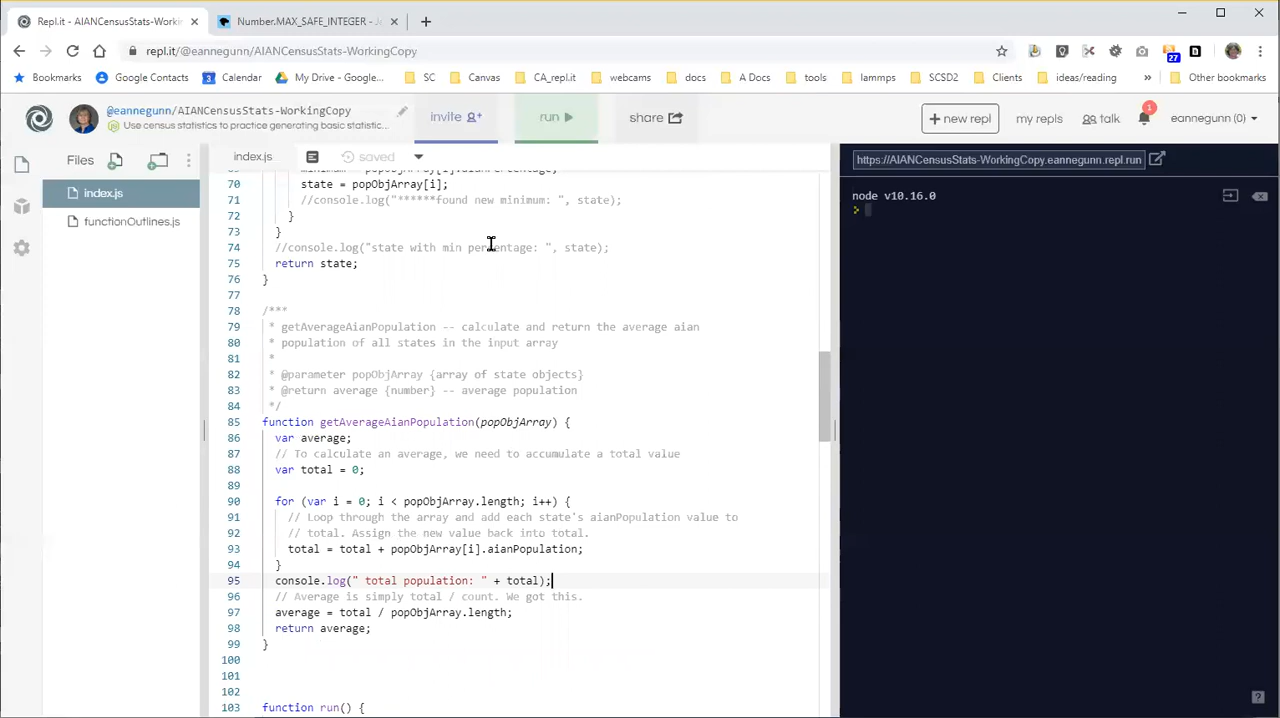 Repl.it - AIANCensusStats-Workin
Number.MAX_SAFE_INTEGER - J
repl.it/@eannegunn/AIANCensusStats-WorkingCopy
27
Bookmarks
Google Contacts
Calendar
My Drive - Google...
SC
Canvas
CA_repl.it
webcams
docs
A Docs
tools
lammps
SCSD2
Clients
ideas/reading
»
Other bookmarks
@eannegunn/AIANCensusStats-WorkingCopy
Use census statistics to practice generating basic statistic...
invite
run
share
+ new repl
my repls
talk
1
eannegunn (0)
Files
index.js
functionOutlines.js
index.js
saved
70 state = popObjArray[i];
71 //console.log("******found new minimum: ", state);
72 }
73 }
74 //console.log("state with min percentage: ", state);
75 return state;
76 }
77
78 /***
79 * getAverageAianPopulation -- calculate and return the average aian
80 * population of all states in the input array
81 *
82 * @parameter popObjArray {array of state objects}
83 * @return average {number} -- average population
84 */
85 function getAverageAianPopulation(popObjArray) {
86 var average;
87 // To calculate an average, we need to accumulate a total value
88 var total = 0;
89
90 for (var i = 0; i < popObjArray.length; i++) {
91 // Loop through the array and add each state's aianPopulation value to
92 // total. Assign the new value back into total.
93 total = total + popObjArray[i].aianPopulation;
94 }
95 console.log(" total population: " + total);
96 // Average is simply total / count. We got this.
97 average = total / popObjArray.length;
98 return average;
99 }
100
101
102
103 function run() {
https://AIANCensusStats-WorkingCopy.eannegunn.repl.run
node v10.16.0
>
?